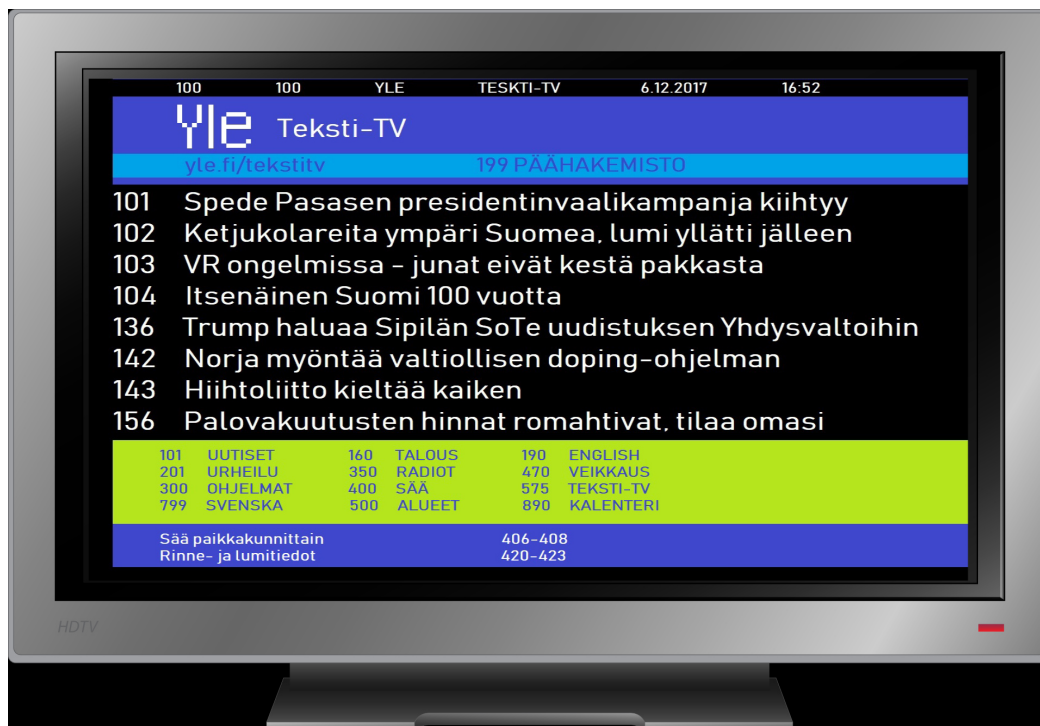 100 100 YLE TESKTI-TV 6.12.2017 16:52
Yle Teksti-TV
yle.fi/tekstitv 199 PÄÄHAKEMISTO
101 Spede Pasasen presidentinvaalikampanja kiihtyy
102 Ketjukolareita ympäri Suomea, lumi yllätti jälleen
103 VR ongelmissa - junat eivät kestä pakkasta
104 Itsenäinen Suomi 100 vuotta
136 Trump haluaa Sipilän SoTe uudistuksen Yhdysvaltoihin
142 Norja myöntää valtiollisen doping-ohjelman
143 Hiihtoliitto kieltää kaiken
156 Palovakuutusten hinnat romahtivat, tilaa omasi
101 UUTISET 160 TALOUS 190 ENGLISH
201 URHEILU 350 RADIOT 470 VEIKKAUS
300 OHJELMAT 400 SÄÄ 575 TEKSTI-TV
799 SVENSKA 500 ALUEET 890 KALENTERI
Sää paikkakunnittain 406-408
Rinne- ja lumitiedot 420-423
HDTV